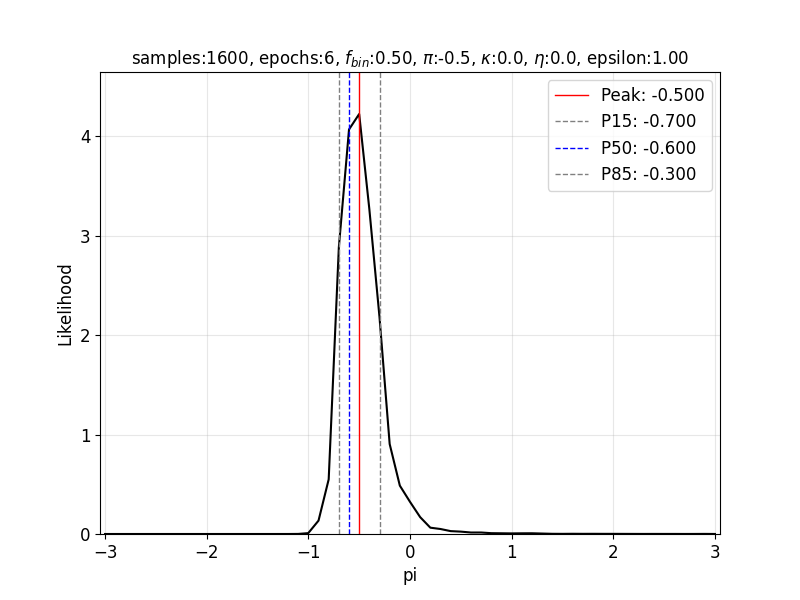 samples:1600, epochs:6, f_bin:0.50, π:-0.5, κ:0.0, η:0.0, epsilon:1.00
Peak: -0.500
P15: -0.700
P50: -0.600
P85: -0.300
Likelihood
4
3
2
1
0
−3 −2 −1 0 1 2 3
pi